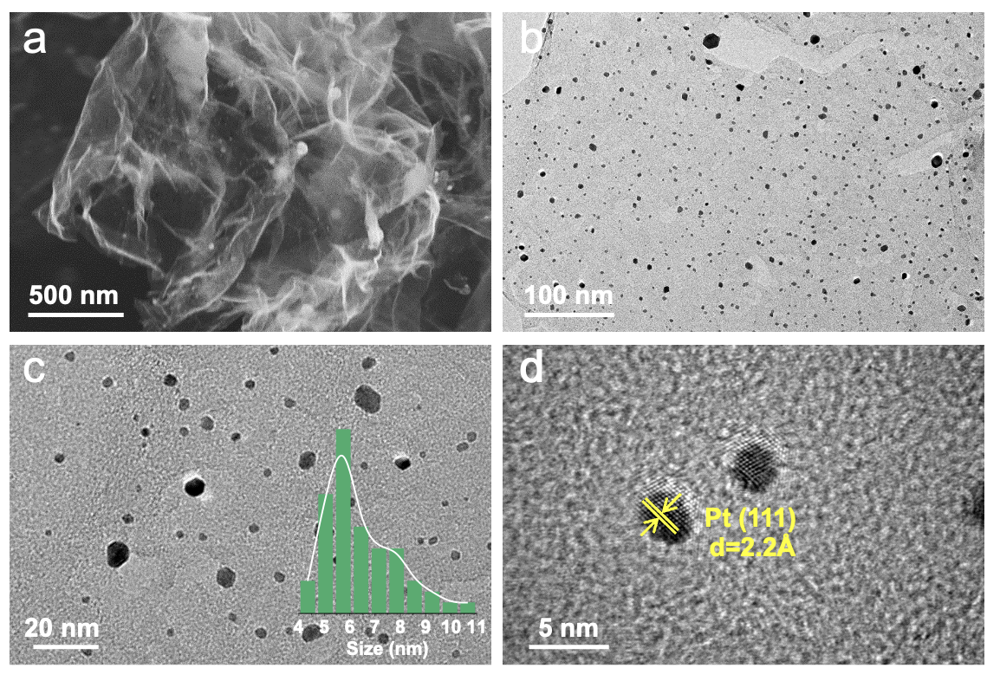 a
500 nm
b
100 nm
c
20 nm
4 5 6 7 8 9 10 11
Size (nm)
d
Pt (111)
d=2.2Å
5 nm